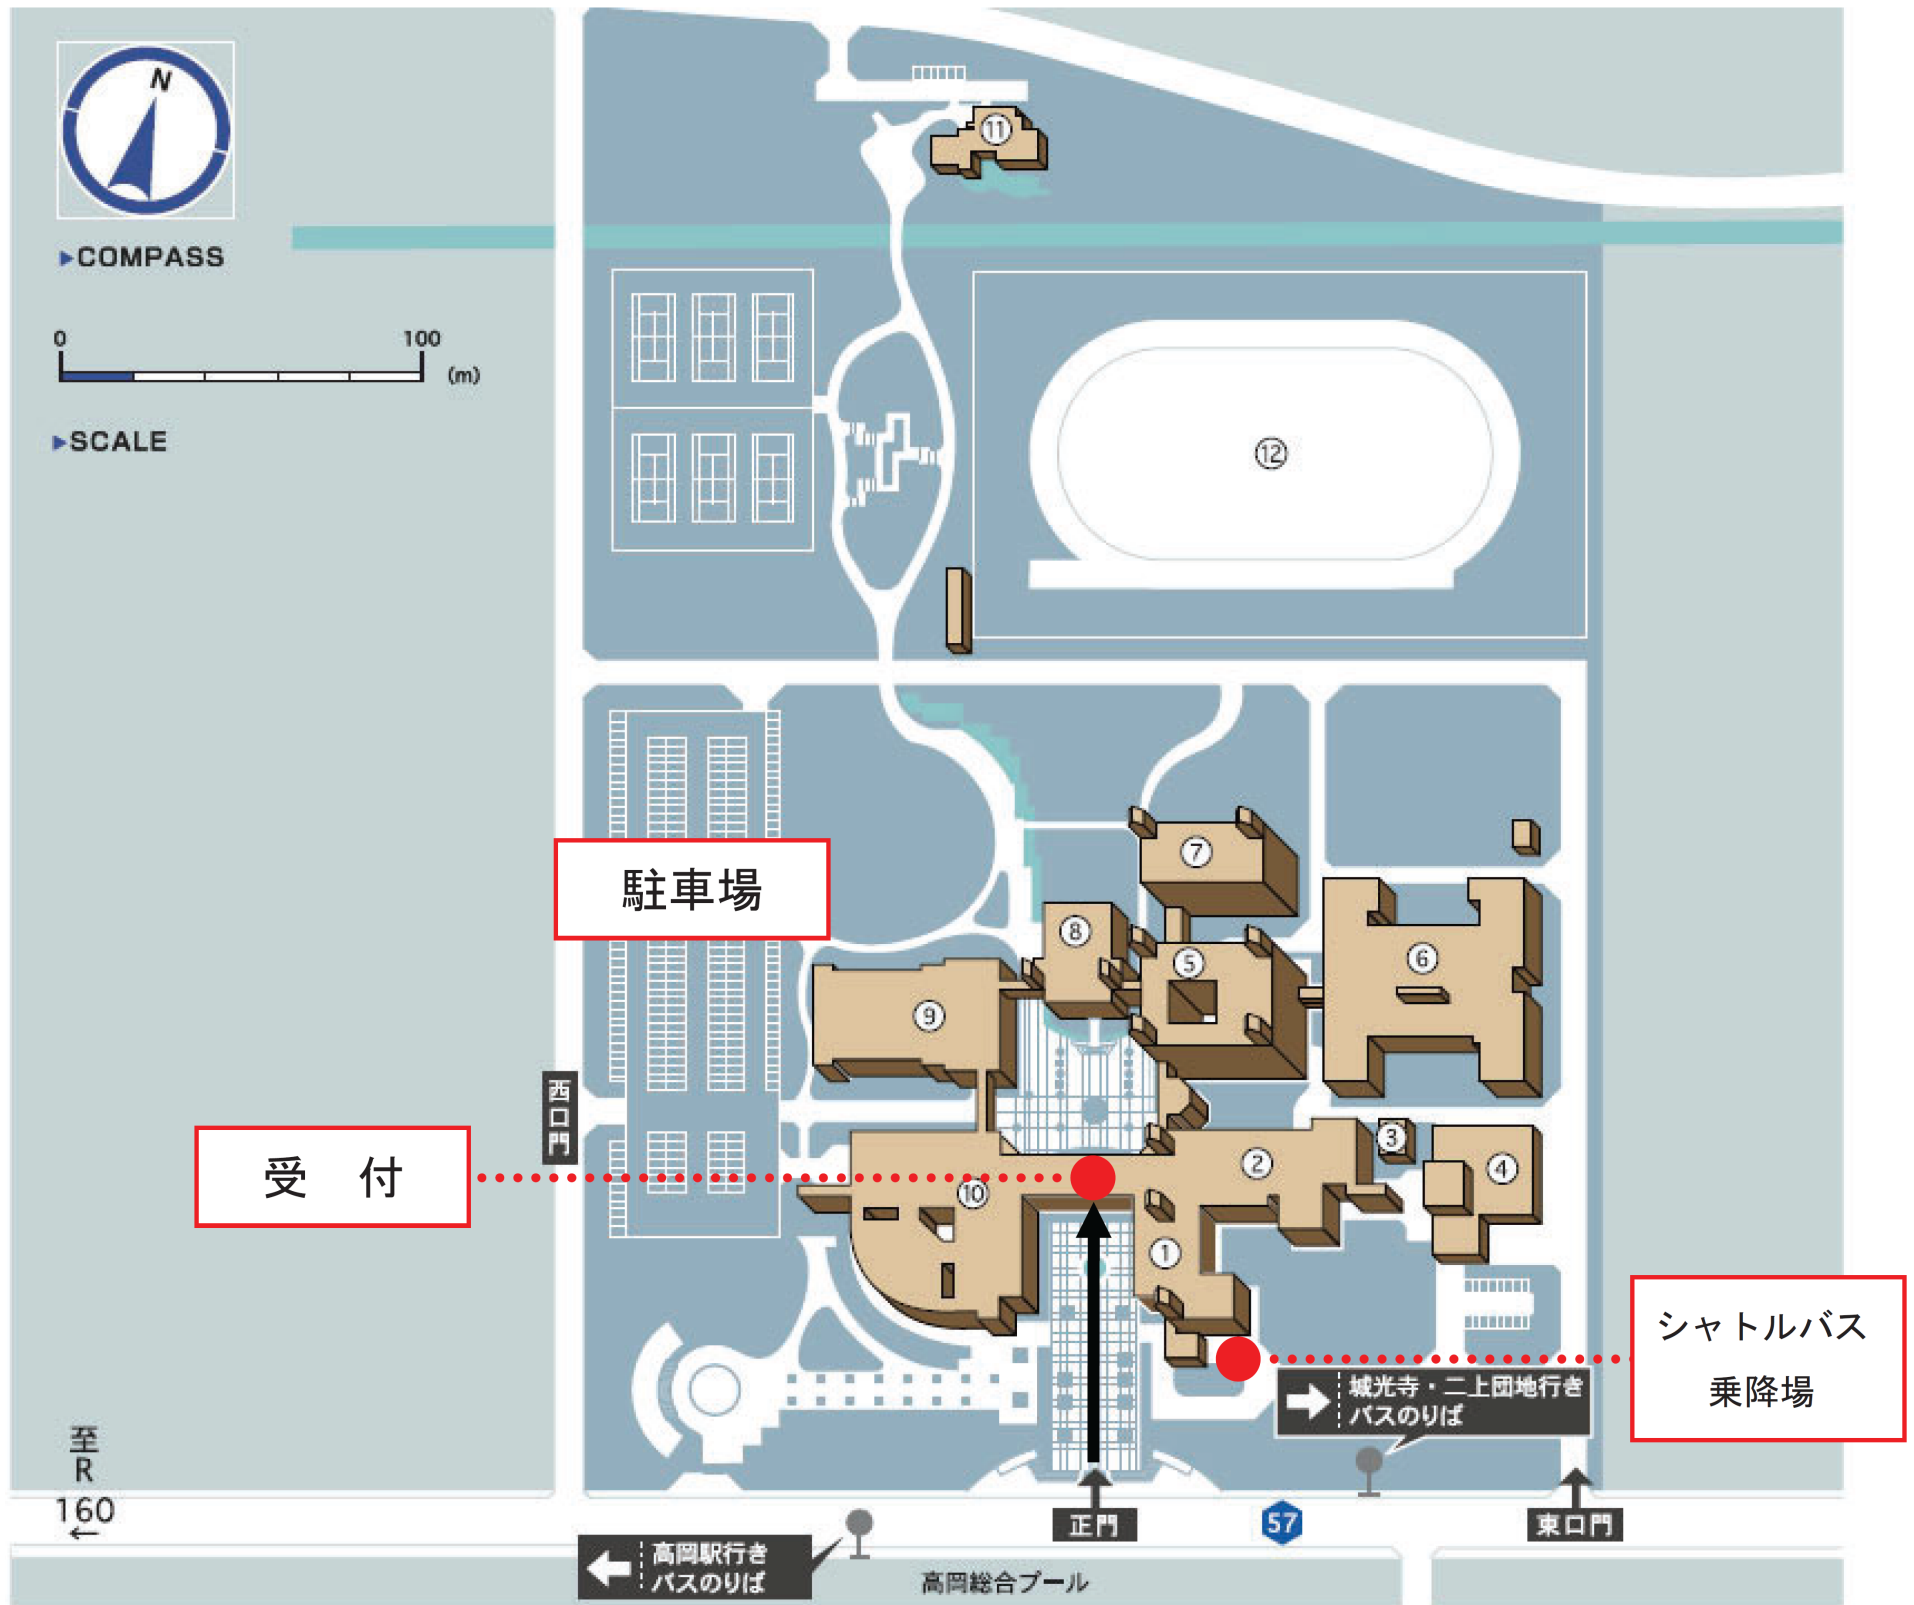 N
▶COMPASS
0 100
(m)
▶SCALE
⑪
⑫
⑦
駐車場
⑧
⑤
⑥
⑨
西口門
③
②
④
受 付
⑩
①
シャトルバス
乗降場
城光寺・二上団地行き
バスのりば
至
R
160
←
正門
57
東口門
高岡駅行き
バスのりば
高岡総合プール